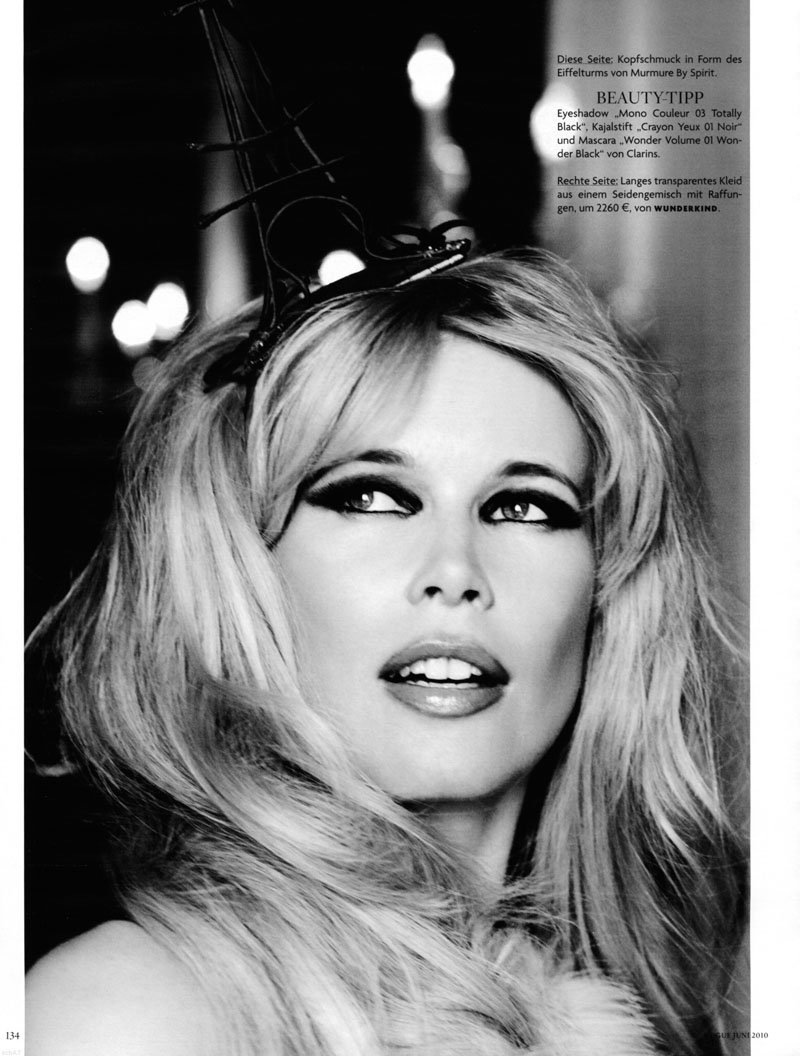 Diese Seite: Kopfschmuck in Form des
Eiffelturms von Murmure By Spirit.
BEAUTY-TIPP
Eyeshadow „Mono Couleur 03 Totally
Black“, Kajalstift „Crayon Yeux 01 Noir“
und Mascara „Wonder Volume 01 Won-
der Black“ von Clarins.
Rechte Seite: Langes transparentes Kleid
aus einem Seidengemisch mit Raffun-
gen, um 2260 €, von WUNDERKIND.
134
VOGUE JUNI 2010